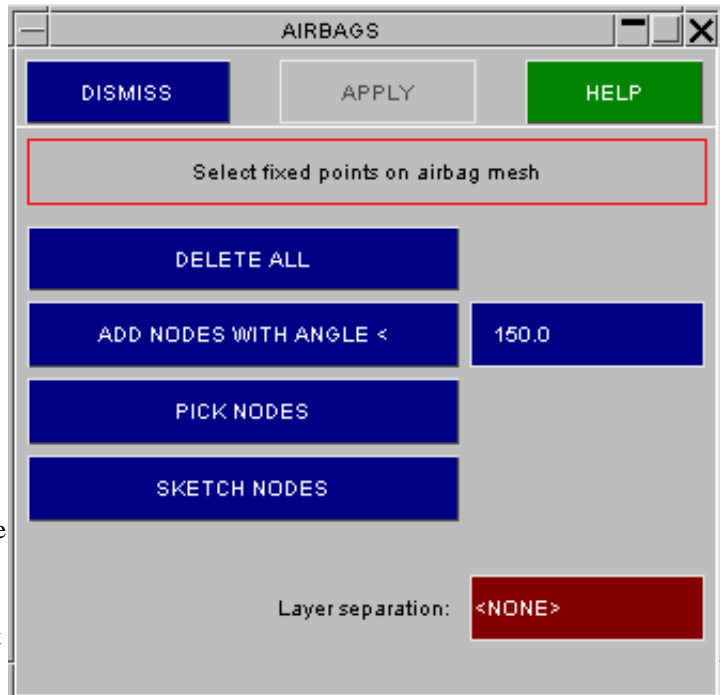 AIRBAGS
DISMISS APPLY HELP
Select fixed points on airbag mesh
DELETE ALL
ADD NODES WITH ANGLE < 150.0
PICK NODES
SKETCH NODES
Layer separation: <NONE>